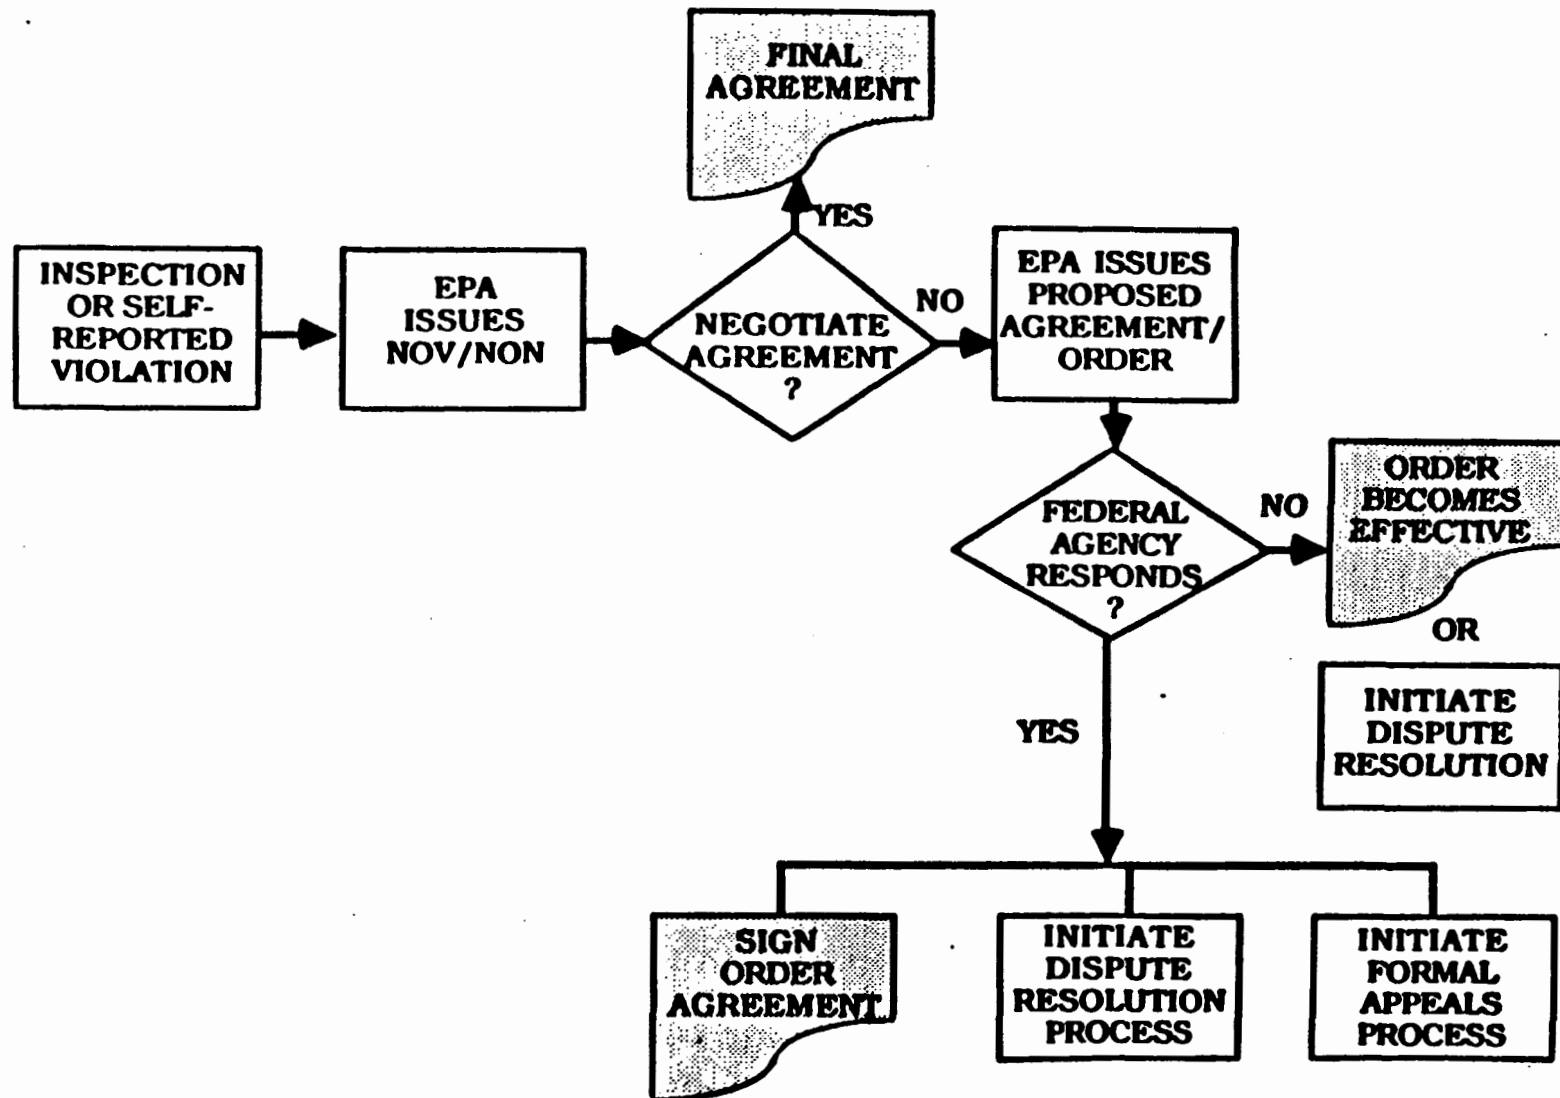 FINAL
AGREEMENT
YES
INSPECTION
OR SELF-
REPORTED
VIOLATION
EPA
ISSUES
NOV/NON
NEGOTIATE
AGREEMENT
?
NO
EPA ISSUES
PROPOSED
AGREEMENT/
ORDER
FEDERAL
AGENCY
RESPONDS
?
NO
ORDER
BECOMES
EFFECTIVE
OR
INITIATE
DISPUTE
RESOLUTION
YES
SIGN
ORDER
AGREEMENT
INITIATE
DISPUTE
RESOLUTION
PROCESS
INITIATE
FORMAL
APPEALS
PROCESS